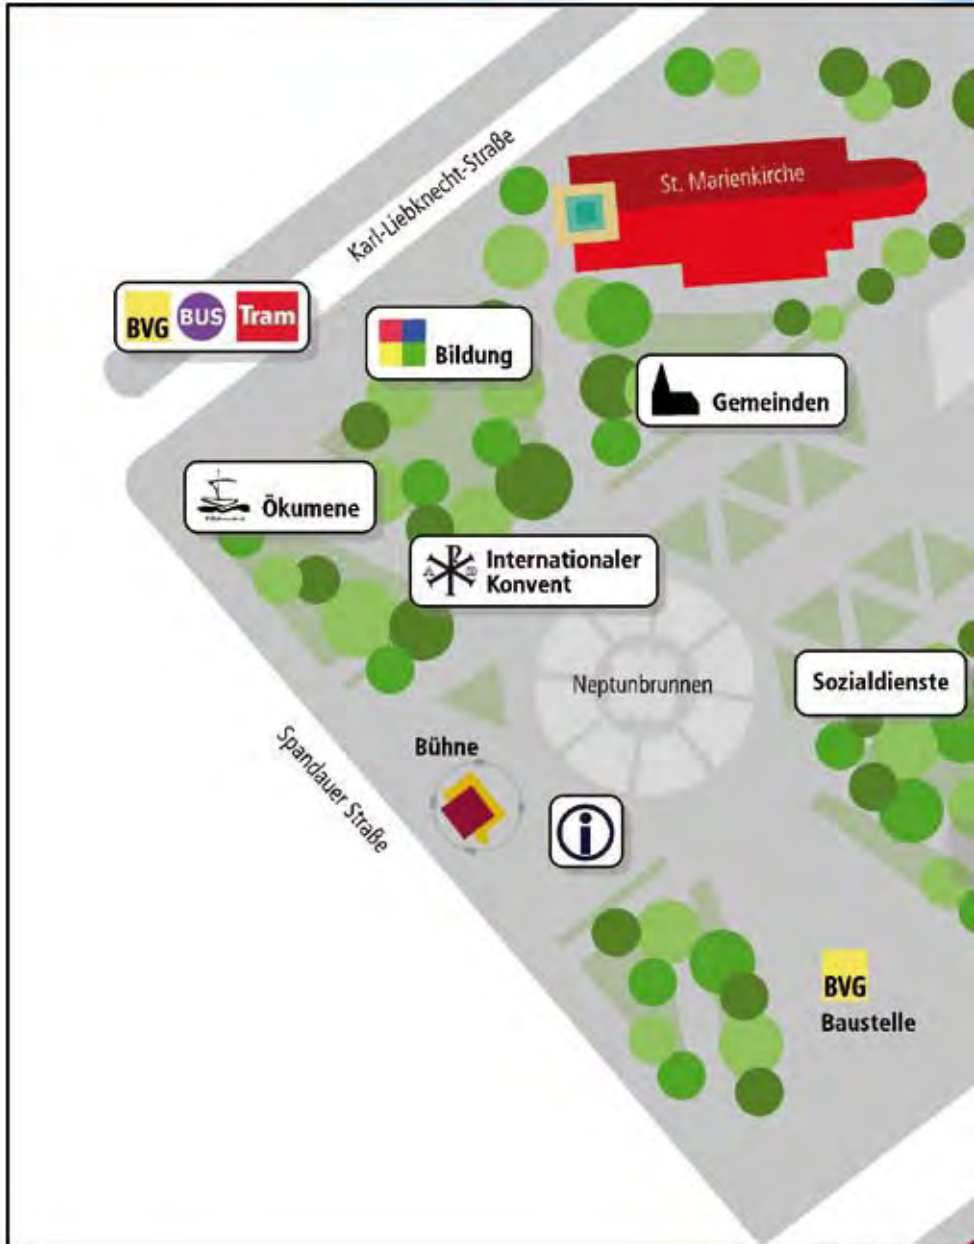 Karl-Liebknecht-Straße
St. Marienkirche
BVG BUS Tram
Bildung
Gemeinden
Ökumene
Internationaler
Konvent
Neptunbrunnen
Sozialdienste
Spandauer Straße
Bühne
i
BVG
Baustelle